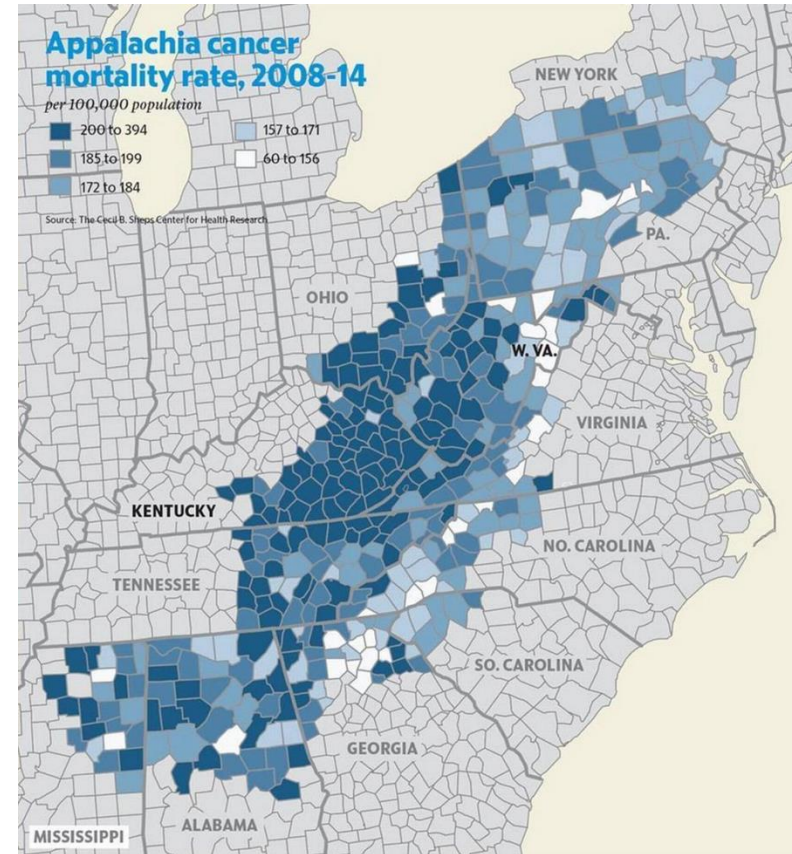 Appalachia cancer
mortality rate, 2008-14
per 100,000 population
200 to 394
157 to 171
185 to 199
60 to 156
172 to 184
Source: The Cecil B. Sheps Center for Health Research
NEW YORK
PA.
OHIO
W. VA.
VIRGINIA
KENTUCKY
NO. CAROLINA
TENNESSEE
SO. CAROLINA
GEORGIA
ALABAMA
MISSISSIPPI